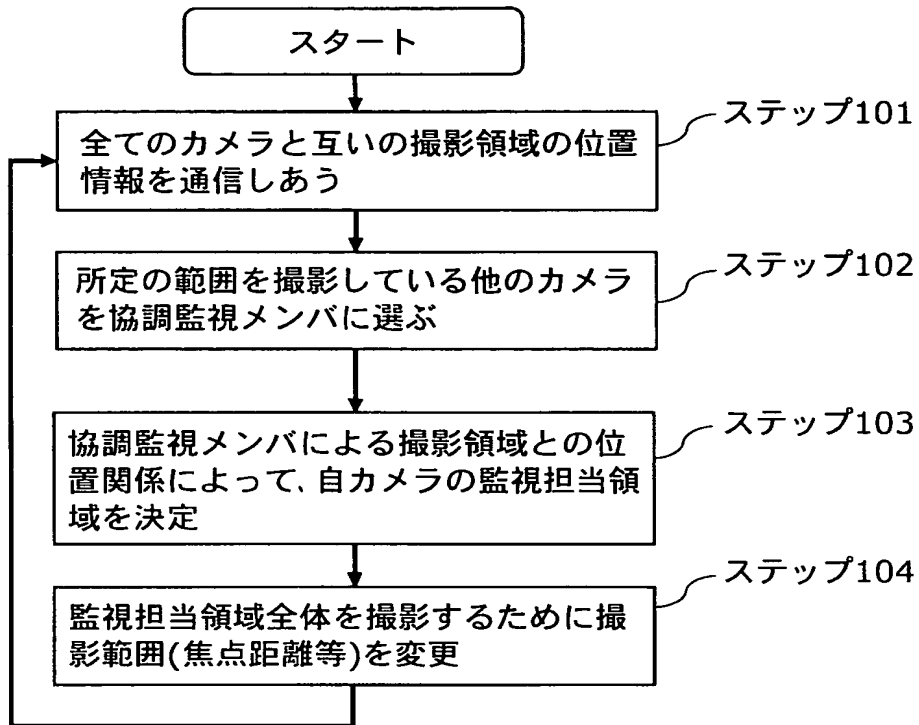 スタート
ステップ101
全てのカメラと互いの撮影領域の位置
情報を通信しあう
ステップ102
所定の範囲を撮影している他のカメラ
を協調監視メンバに選ぶ
ステップ103
協調監視メンバによる撮影領域との位
置関係によって、自カメラの監視担当領
域を決定
ステップ104
監視担当領域全体を撮影するために撮
影範囲(焦点距離等)を変更